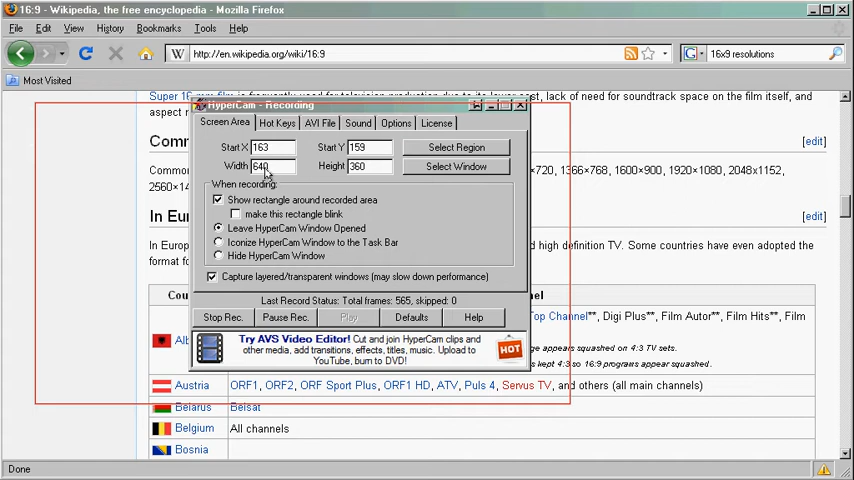 16:9 - Wikipedia, the free encyclopedia - Mozilla Firefox
File Edit View History Bookmarks Tools Help
http://en.wikipedia.org/wiki/16:9
16x9 resolutions
Most Visited
Super 16 mm film is frequently used for television production due to its lower cost, lack of need for soundtrack space on the film itself, and
aspect
HyperCam - Recording
Screen Area Hot Keys AVI File Sound Options License
Comm [edit]
Start X 163 Start Y 159 Select Region
Width 640 Height 360 Select Window
Common ×720, 1366×768, 1600×900, 1920×1080, 2048x1152,
2560×14
When recording:
Show rectangle around recorded area
make this rectangle blink
In Eu [edit]
Leave HyperCam Window Opened
Iconize HyperCam Window to the Task Bar
Hide HyperCam Window
In Europ d high definition TV. Some countries have even adopted the
format fo
Capture layered/transparent windows (may slow down performance)
Last Record Status: Total frames: 565, skipped: 0
Cou nel
Stop Rec. Pause Rec. Play Defaults Help
Top Channel**, Digi Plus**, Film Autor**, Film Hits**, Film
Try AVS Video Editor! Cut and join HyperCam clips and
other media, add transitions, effects, titles, music. Upload to
YouTube, burn to DVD!
HOT
Alb
ge appears squashed on 4:3 TV sets.
s kept 4:3 so 16:9 programs appear squashed.
Austria ORF1, ORF2, ORF Sport Plus, ORF1 HD, ATV, Puls 4, Servus TV, and others (all main channels)
Belarus Belsat
Belgium All channels
Bosnia
Done